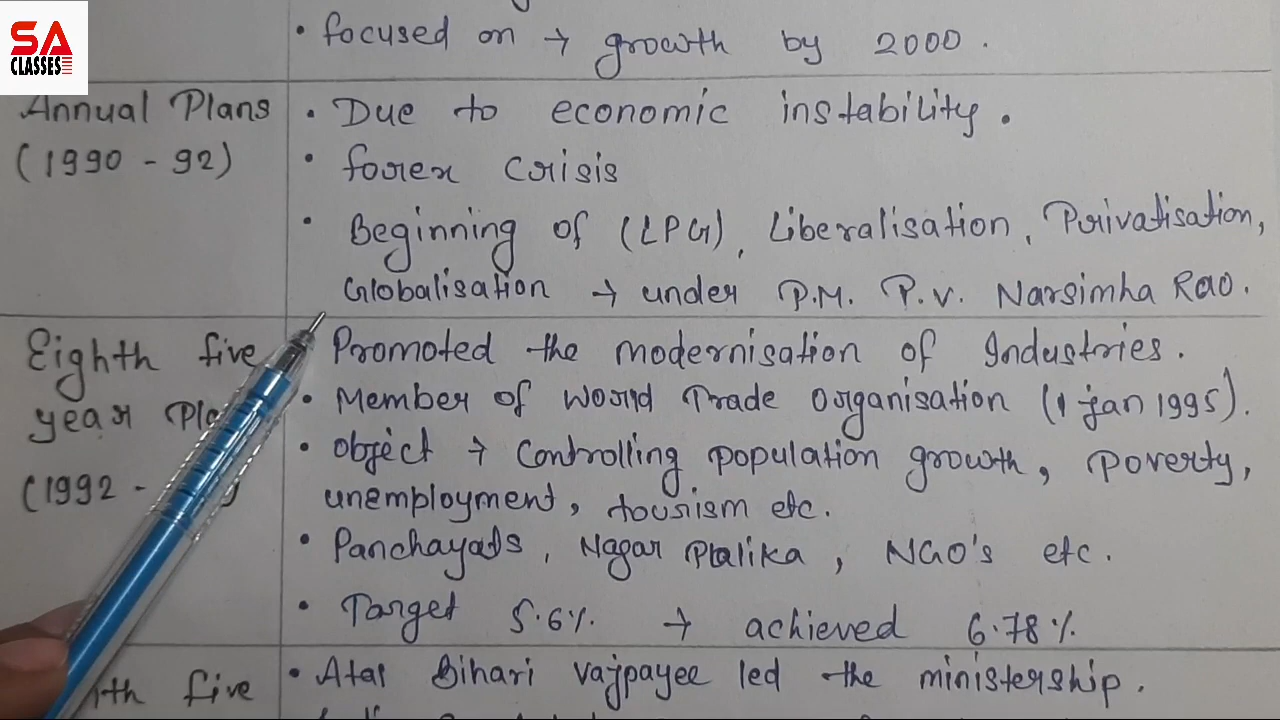 SA
CLASSES
• focused on → growth by 2000.
Annual Plans
(1990 - 92)
• Due to economic instability.
• forex crisis
• Beginning of (LPG), Liberalisation, Privatisation,
Globalisation → under P.M. P.V. Narsimha Rao.
Eighth five
year
(1992 -
Promoted the modernisation of Industries.
• Member of World Trade Organisation (1 Jan 1995).
• Object → Controlling population growth, poverty,
unemployment, tourism etc.
• Panchayats, Nagar Palika, NGO's etc.
• Target 5.6% → achieved 6.78%
five
• Atal Bihari Vajpayee led the ministership.